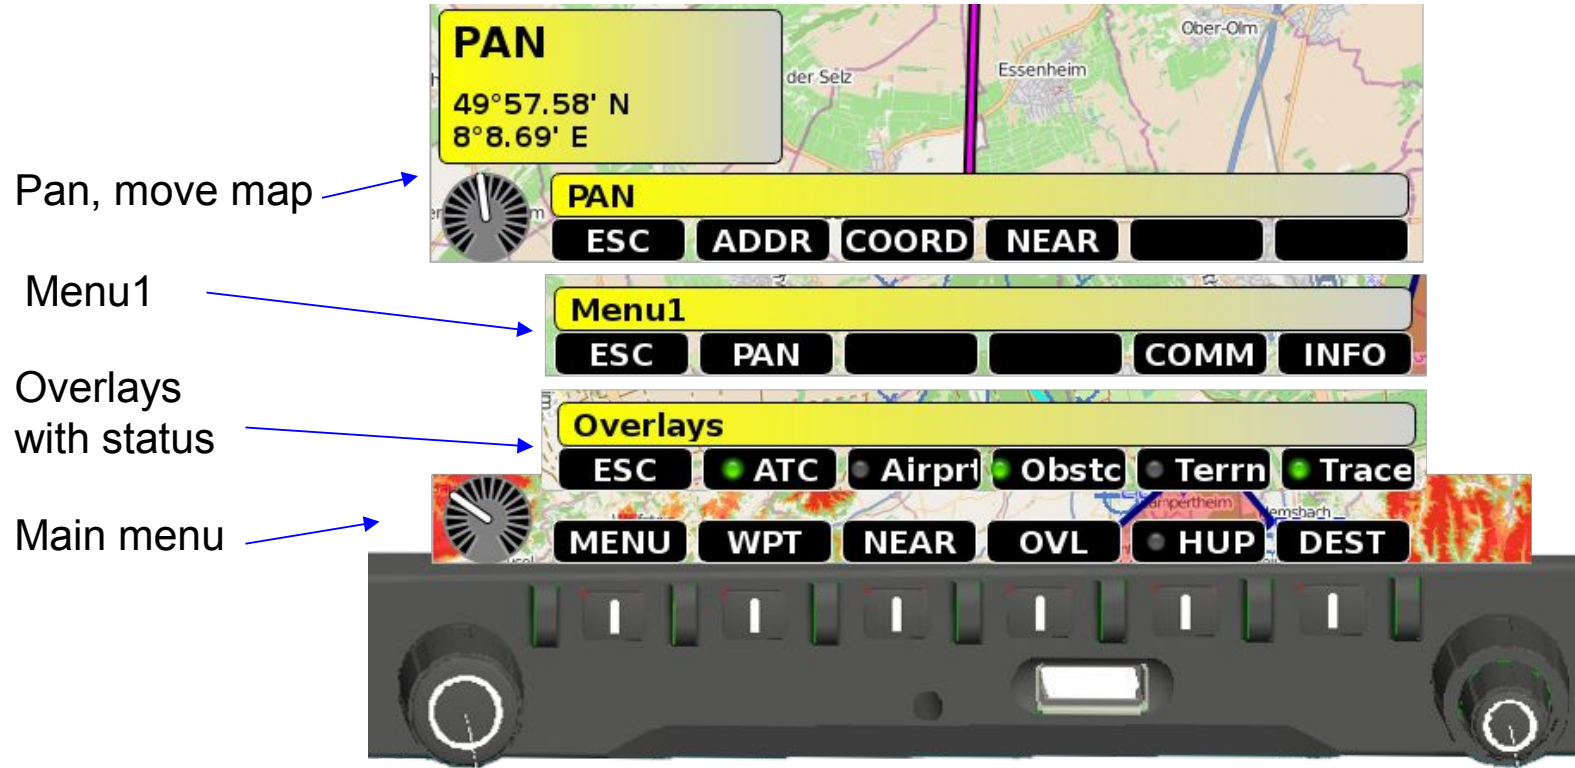 PAN
49°57.58' N
8°8.69' E
der Selz
Essenheim
Ober-Olm
Pan, move map
PAN
ESC ADDR COORD NEAR
Menu1
Menu1
ESC PAN COMM INFO
Overlays
with status
Overlays
ESC ATC Airprt Obstc Terrn Trace
Main menu
MENU WPT NEAR OVL HUP DEST